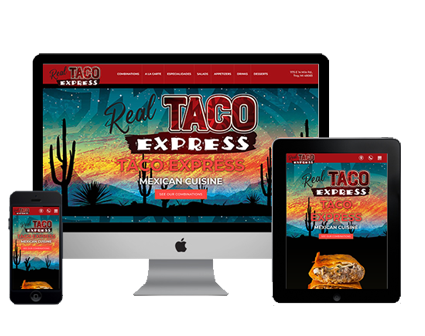 Real TACO
EXPRESS
COMBINATIONS A LA CARTE ESPECIALIDADES SALADS APPETIZERS DRINKS DESSERTS
Real TACO
EXPRESS
TACO EXPRESS
MEXICAN CUISINE
SEE OUR COMBINATIONS
Real TACO
EXPRESS
Real TACO
EXPRESS
TACO
EXPRESS
MEXICAN CUISINE
Real TACO
EXPRESS
MEXICAN CUISINE